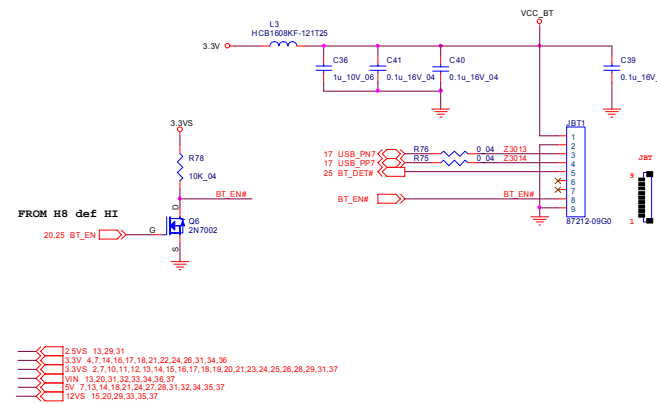 VCC_BT
L3
HCB1608KF-121T25
3.3V
C36
1u_10V_06
C41
0.1u_16V_04
C40
0.1u_16V_04
C39
0.1u_16V_
3.3VS
R78
10K_04
BT_EN#
FROM H8 def HI
20,25 BT_EN
G
D
S
Q6
2N7002
JBT1
17 USB_PN7
R76
0_04
Z3013
17 USB_PP7
R75
0_04
Z3014
25 BT_DET#
BT_EN#
BT_EN#
1
2
3
4
5
6
7
8
9
87212-09G0
JBT
9
1
2.5VS 13,29,31
3.3V 4,7,14,16,17,18,21,22,24,26,31,34,36
3.3VS 2,7,10,11,12,13,14,15,16,17,18,19,20,21,23,24,25,26,28,29,31,37
VIN 13,20,31,32,33,34,36,37
5V 7,13,14,18,21,24,27,28,31,32,34,35,37
12VS 15,20,29,33,35,37